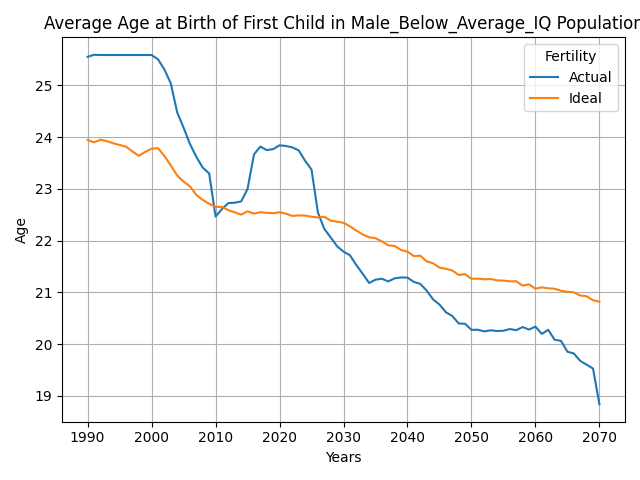 Average Age at Birth of First Child in Male_Below_Average_IQ Population
Fertility
Actual
Ideal
25
24
23
22
21
20
19
Age
1990 2000 2010 2020 2030 2040 2050 2060 2070
Years